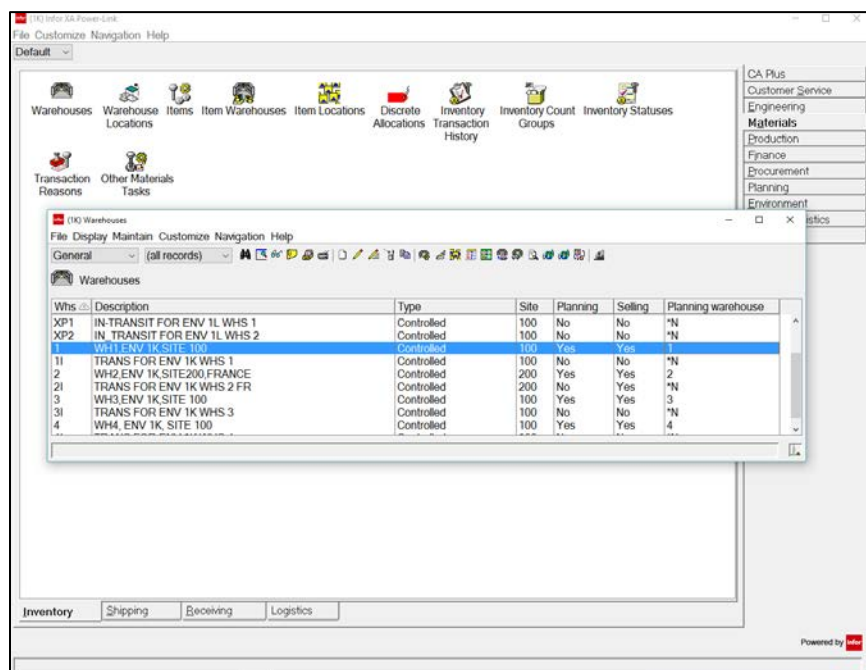 infor (1K) Infor XA Power-Link
File Customize Navigation Help
Default
Warehouses
Warehouse Locations
Items
Item Warehouses
Item Locations
Discrete Allocations
Inventory Transaction History
Inventory Count Groups
Inventory Statuses
Transaction Reasons
Other Materials Tasks
CA Plus
Customer Service
Engineering
Materials
Production
Finance
Procurement
Planning
Environment
istics
infor (1K) Warehouses
File Display Maintain Customize Navigation Help
General (all records)
Warehouses
Whs Description Type Site Planning Selling Planning warehouse
XP1 IN-TRANSIT FOR ENV 1L WHS 1 Controlled 100 No No *N
XP2 IN_TRANSIT FOR ENV 1L WHS 2 Controlled 100 No No *N
1 WH1,ENV 1K,SITE 100 Controlled 100 Yes Yes 1
1I TRANS FOR ENV 1K WHS 1 Controlled 100 No No *N
2 WH2,ENV 1K,SITE200,FRANCE Controlled 200 Yes Yes 2
2I TRANS FOR ENV 1K WHS 2 FR Controlled 200 No Yes *N
3 WH3,ENV 1K,SITE 100 Controlled 100 Yes Yes 3
3I TRANS FOR ENV 1K WHS 3 Controlled 100 No No *N
4 WH4, ENV 1K, SITE 100 Controlled 100 Yes Yes 4
Inventory Shipping Receiving Logistics
Powered by infor